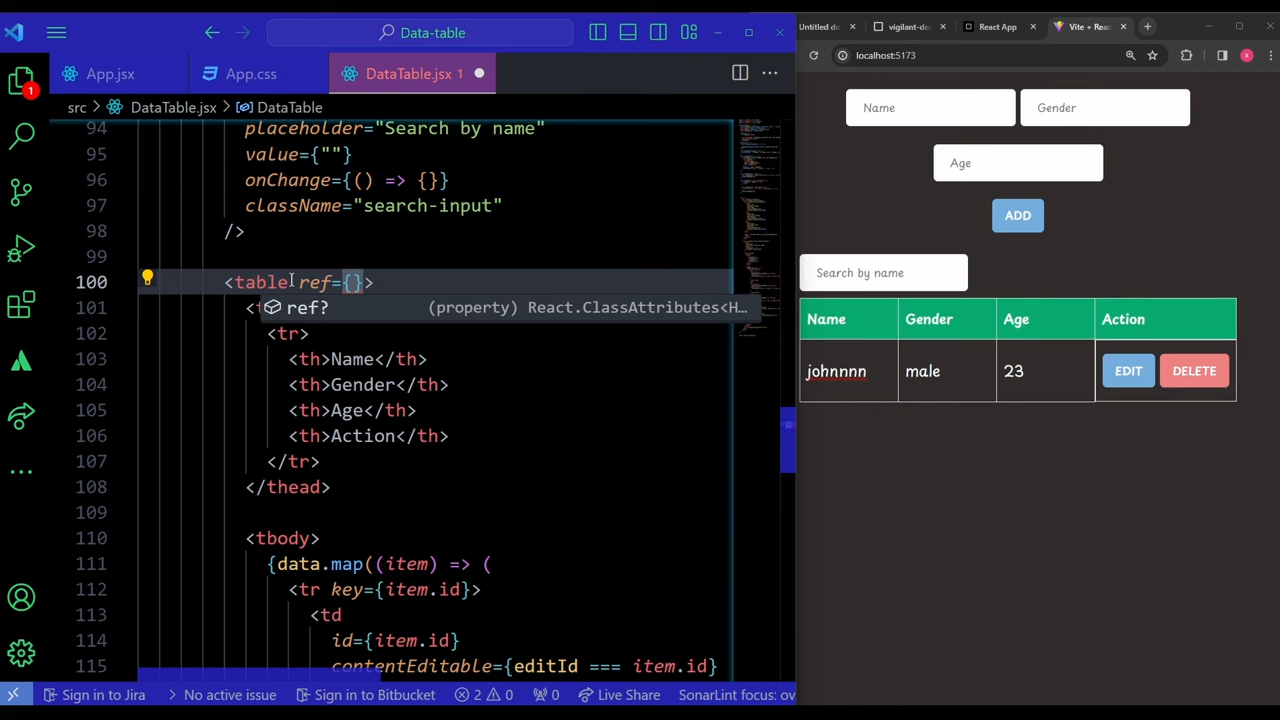 Data-table
App.jsx
App.css
DataTable.jsx 1
src > DataTable.jsx > DataTable
94 placeholder="Search by name"
95 value={""}
96 onChange={() => {}}
97 className="search-input"
98 />
99
100 <table ref={}>
ref? (property) React.ClassAttributes<H…
101 <t
102 <tr>
103 <th>Name</th>
104 <th>Gender</th>
105 <th>Age</th>
106 <th>Action</th>
107 </tr>
108 </thead>
109
110 <tbody>
111 {data.map((item) => (
112 <tr key={item.id}>
113 <td
114 id={item.id}
115 contentEditable={editId === item.id}
1
Sign in to Jira
No active issue
Sign in to Bitbucket
2 0
0
Live Share
SonarLint focus: ov
Untitled do
vigilant-de
React App
Vite + Rea
localhost:5173
x
Name
Gender
Age
ADD
Search by name
Name Gender Age Action
johnnnn male 23 EDIT DELETE